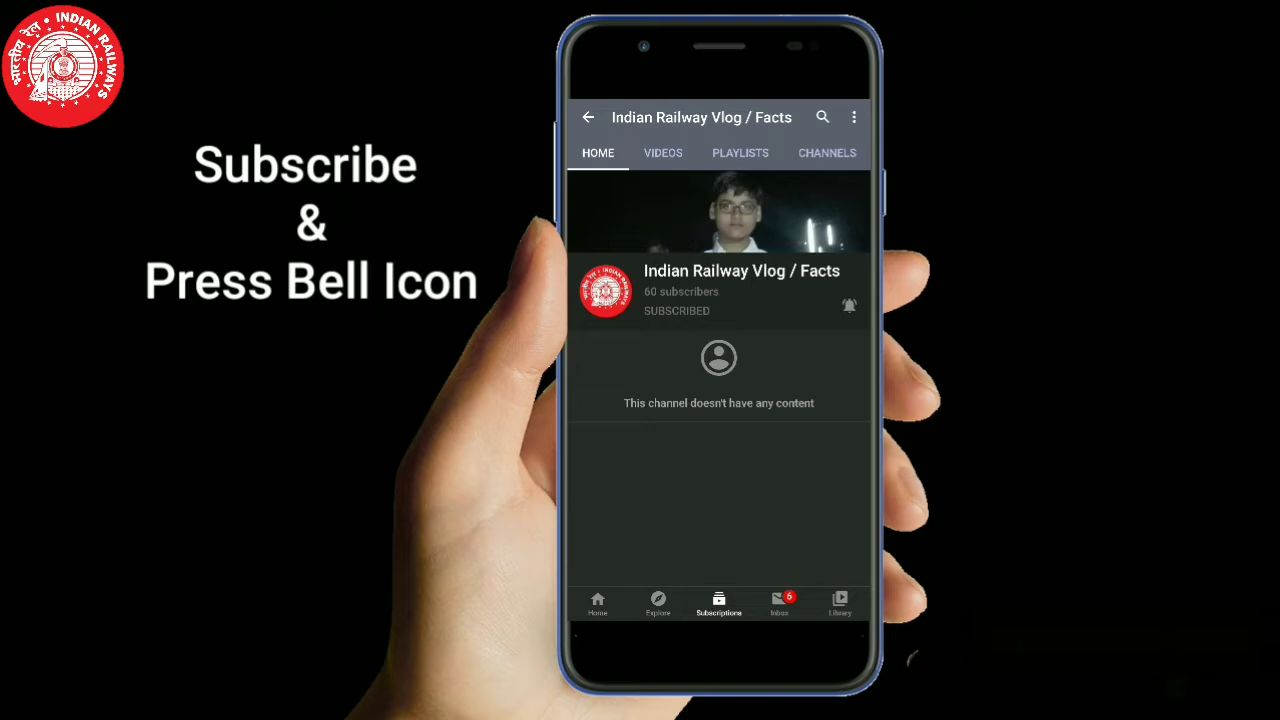 भारतीय रेल • INDIAN RAILWAYS
Subscribe
&
Press Bell Icon
Indian Railway Vlog / Facts
HOME VIDEOS PLAYLISTS CHANNELS
Indian Railway Vlog / Facts
60 subscribers
SUBSCRIBED
This channel doesn't have any content
6
Home Explore Subscriptions Inbox Library